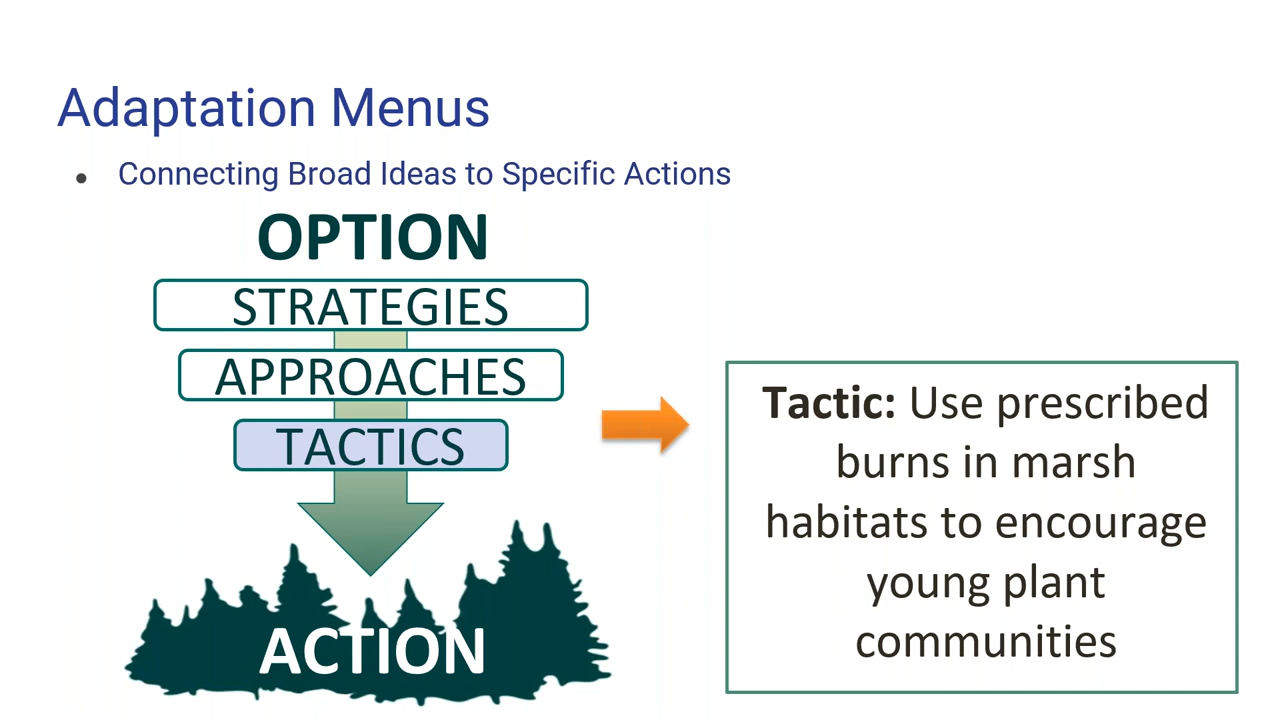 Adaptation Menus
● Connecting Broad Ideas to Specific Actions
OPTION
STRATEGIES
APPROACHES
TACTICS
ACTION
Tactic: Use prescribed
burns in marsh
habitats to encourage
young plant
communities